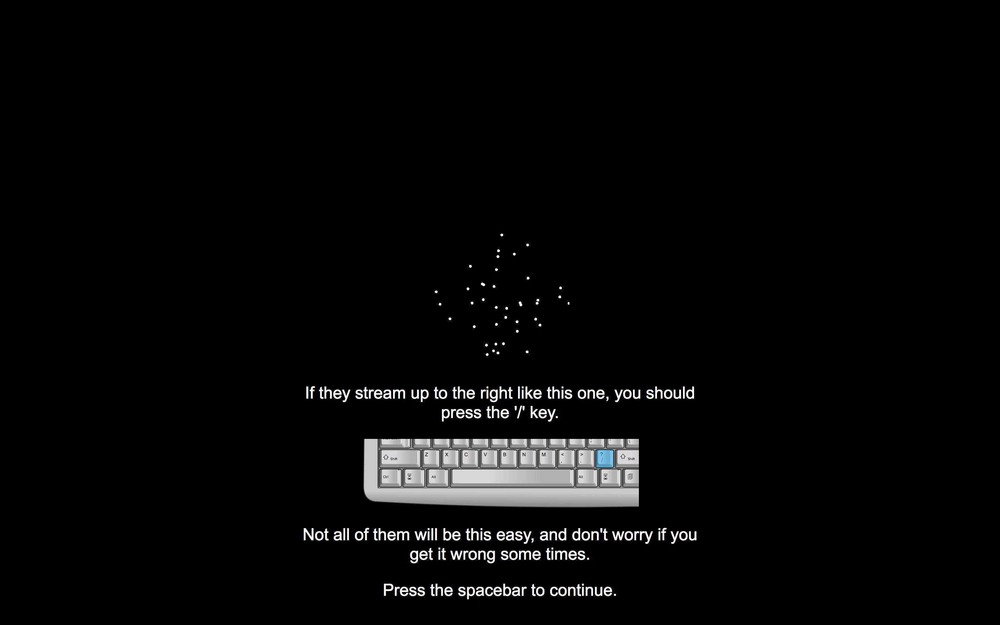 If they stream up to the right like this one, you should
press the '/' key.
Shift Z X C V B N M < , > . ? / Shift
Ctrl Alt Alt
Not all of them will be this easy, and don't worry if you
get it wrong some times.
Press the spacebar to continue.